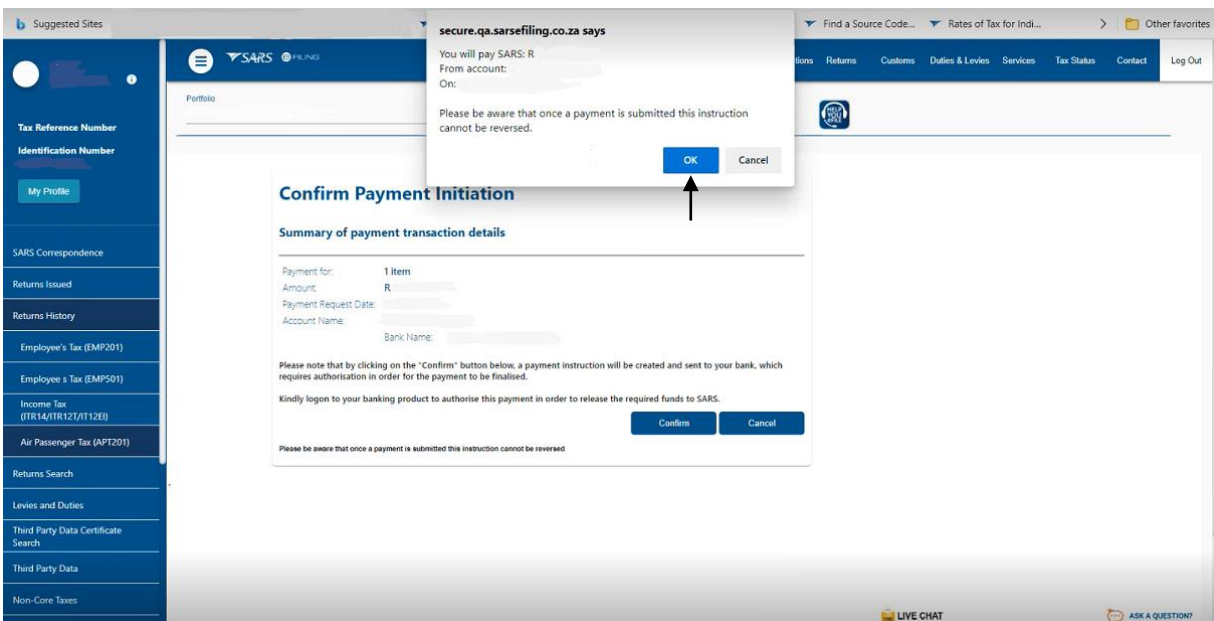 Suggested Sites
Find a Source Code...
Rates of Tax for Indi...
Other favorites
secure.qa.sarsefiling.co.za says
You will pay SARS: R
From account:
On:
Please be aware that once a payment is submitted this instruction
cannot be reversed.
OK
Cancel
SARS eFILING
tions
Returns
Customs
Duties & Levies
Services
Tax Status
Contact
Log Out
Portfolio
HELP
YOU
eFILE
Tax Reference Number
Identification Number
My Profile
SARS Correspondence
Returns Issued
Returns History
Employee's Tax (EMP201)
Employee s Tax (EMP501)
Income Tax
(ITR14/ITR12T/IT12EI)
Air Passenger Tax (APT201)
Returns Search
Levies and Duties
Third Party Data Certificate
Search
Third Party Data
Non-Core Taxes
Confirm Payment Initiation
Summary of payment transaction details
Payment for: 1 item
Amount: R
Payment Request Date:
Account Name:
Bank Name:
Please note that by clicking on the "Confirm" button below, a payment instruction will be created and sent to your bank, which
requires authorisation in order for the payment to be finalised.
Kindly logon to your banking product to authorise this payment in order to release the required funds to SARS.
Confirm
Cancel
Please be aware that once a payment is submitted this instruction cannot be reversed
LIVE CHAT
ASK A QUESTION?